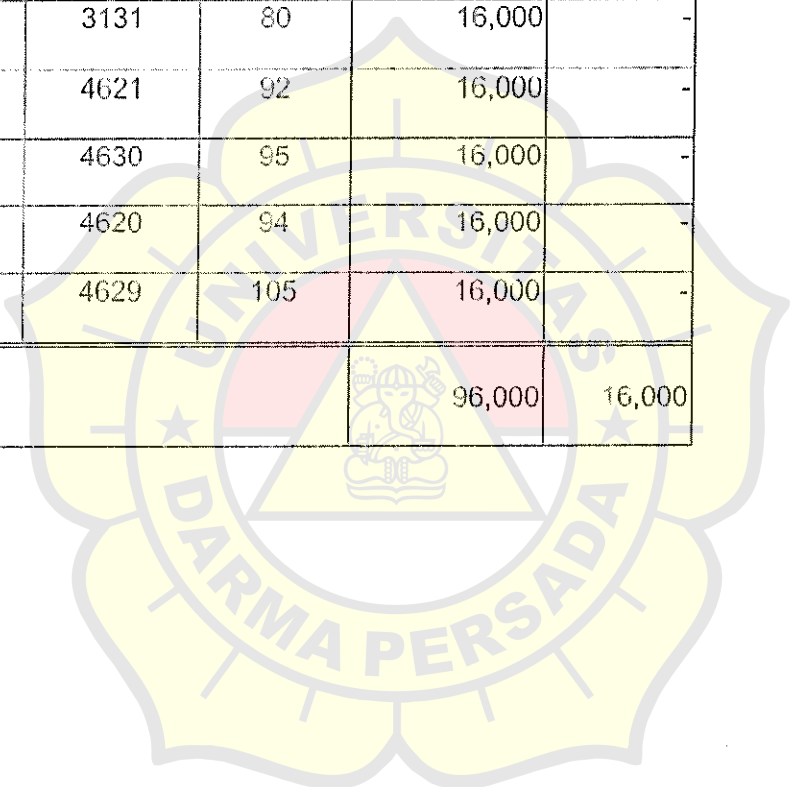 3131 80 16,000 -
4621 92 16,000 -
4630 95 16,000 -
4620 94 16,000 -
4629 105 16,000 -
96,000 16,000
UNIVERSITAS
DARMA PERSADA